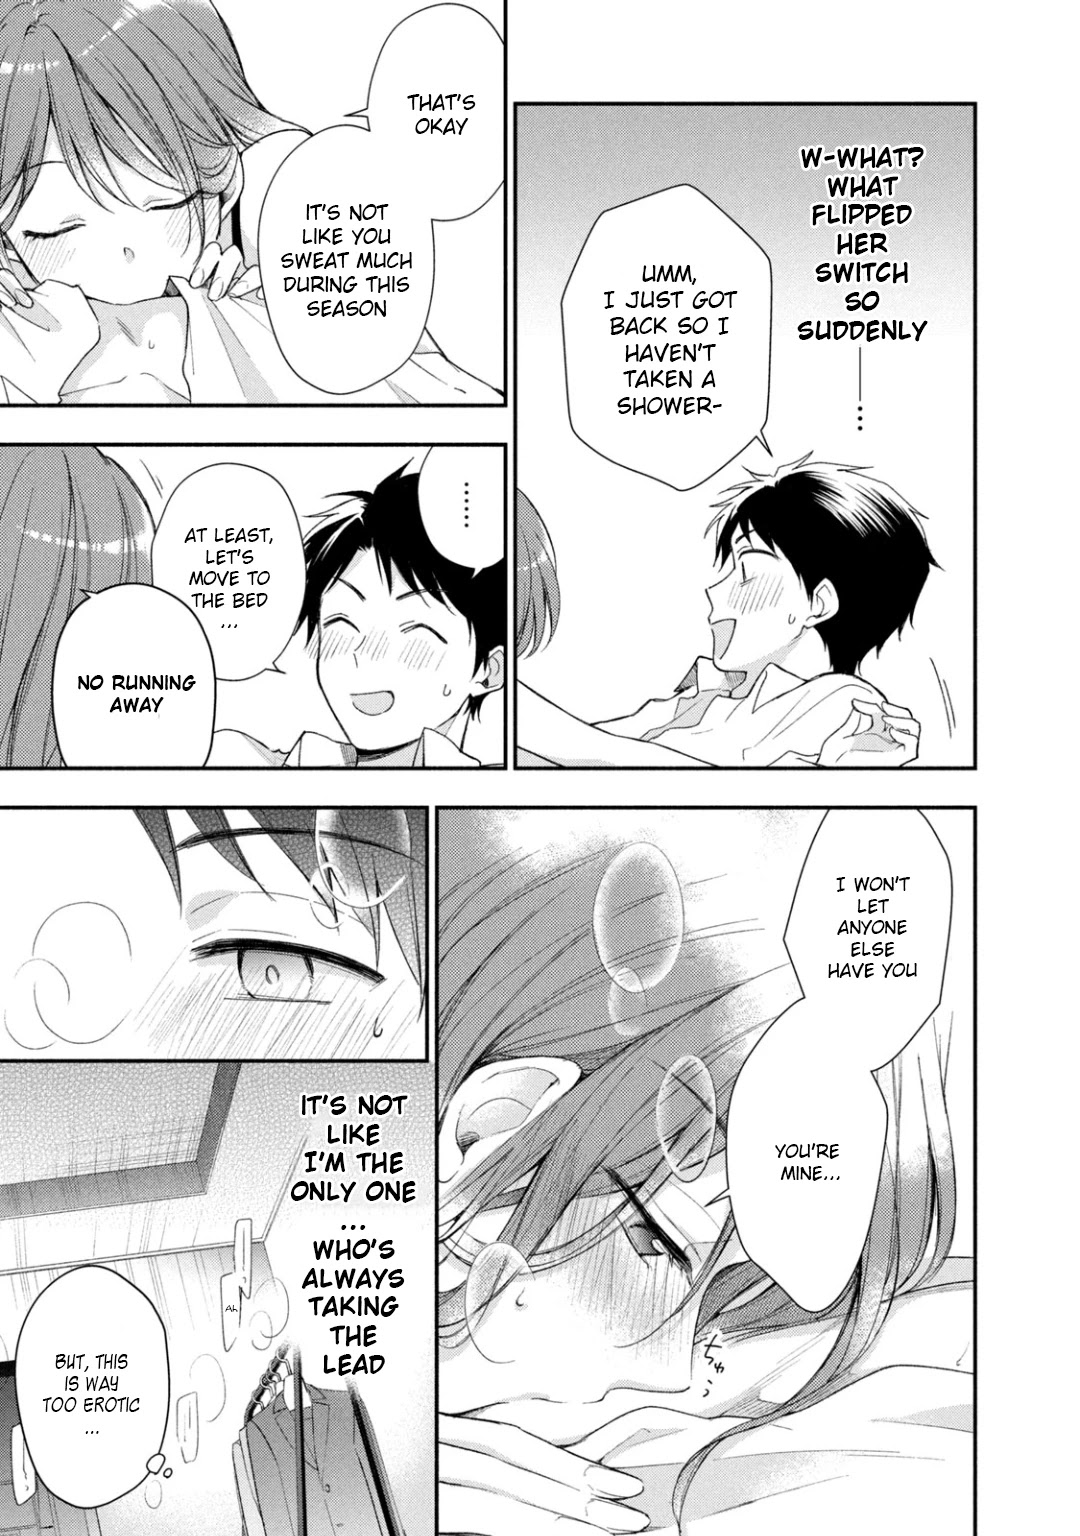 W-WHAT?
WHAT
FLIPPED
HER
SWITCH
SO
SUDDENLY
...
UMM,
I JUST GOT
BACK SO I
HAVEN'T
TAKEN A
SHOWER-
THAT'S
OKAY
IT'S NOT
LIKE YOU
SWEAT MUCH
DURING THIS
SEASON
......
AT LEAST,
LET'S
MOVE TO
THE BED
...
NO RUNNING
AWAY
I WON'T
LET
ANYONE
ELSE
HAVE YOU
YOU'RE
MINE...
ちゅぅ
IT'S NOT
LIKE
I'M THE
ONLY ONE
...
WHO'S
ALWAYS
TAKING
THE
LEAD
Ah
BUT, THIS
IS WAY
TOO EROTIC
...